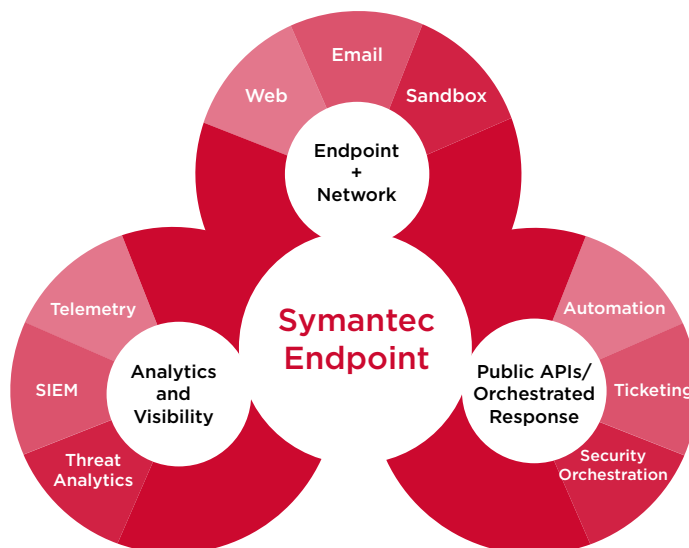 Email
Web
Sandbox
Endpoint
+
Network
Telemetry
SIEM
Threat
Analytics
Analytics
and
Visibility
Symantec
Endpoint
Public APIs/
Orchestrated
Response
Automation
Ticketing
Security
Orchestration